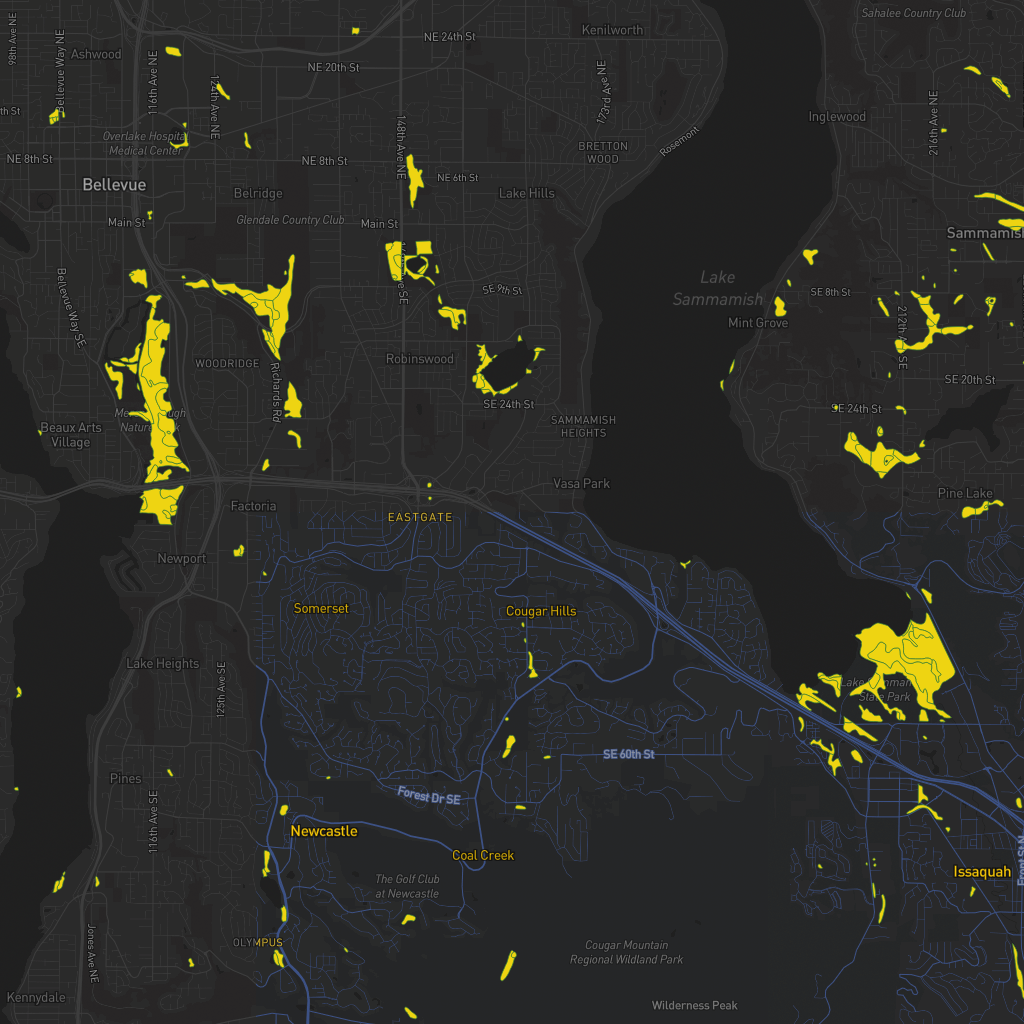 Sahalee Country Club
98th Ave NE
Bellevue Way NE
Ashwood
116th Ave NE
NE 24th St
Kenilworth
NE 20th St
124th Ave NE
173rd Ave NE
216th Ave NE
th St
Inglewood
148th Ave NE
Overlake Hospital
Medical Center
Rosemont
BRETTON
WOOD
NE 8th St
NE 8th St
NE 6th St
Bellevue
Belridge
Lake Hills
Main St
Glendale Country Club
Main St
Sammamish
Lake
Sammamish
Bellevue Way SE
SE 9th St
SE 8th St
Mint Grove
212th Ave SE
WOODRIDGE
Robinswood
Richards Rd
SE 20th St
SE 24th St
SE 24th St
Beaux Arts
Village
SAMMAMISH
HEIGHTS
Vasa Park
Pine Lake
Factoria
EASTGATE
Newport
Somerset
Cougar Hills
Lake Heights
125th Ave SE
State Park
SE 60th St
Pines
Forest Dr SE
116th Ave SE
Newcastle
Coal Creek
Issaquah
Front St N
The Golf Club
at Newcastle
OLYMPUS
Jones Ave NE
Cougar Mountain
Regional Wildland Park
Kennydale
Wilderness Peak